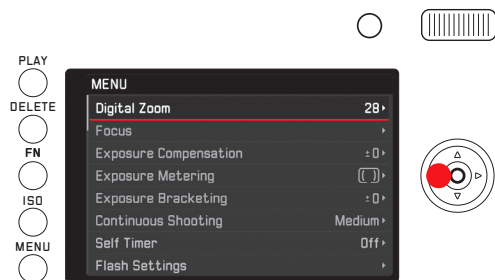 PLAY
DELETE
FN
ISO
MENU
MENU
Digital Zoom 28
Focus
Exposure Compensation ±0
Exposure Metering
Exposure Bracketing ±0
Continuous Shooting Medium
Self Timer Off
Flash Settings